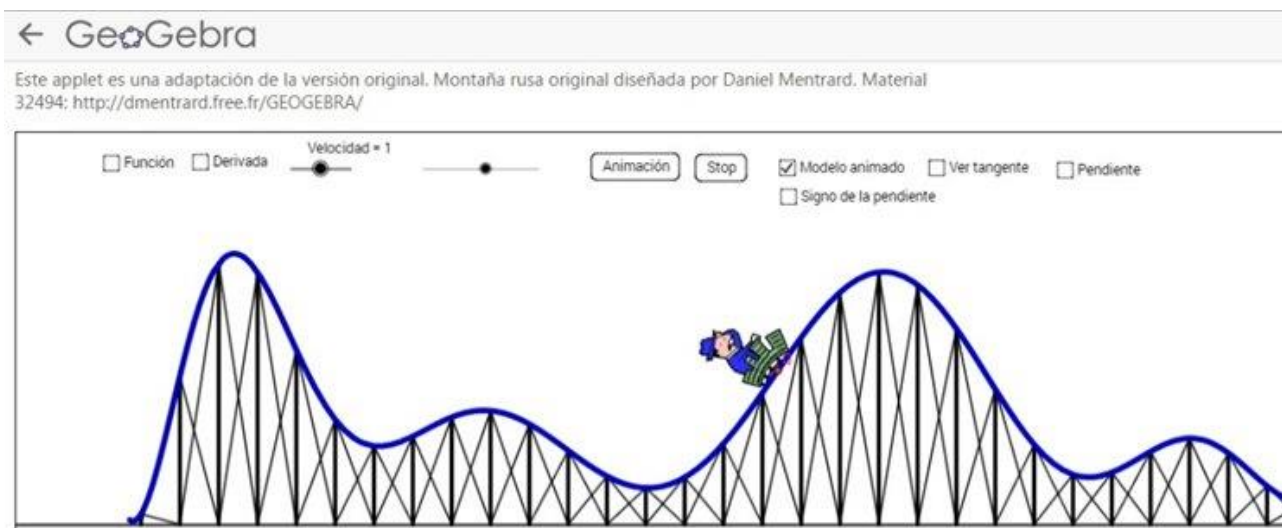 ← GeoGebra
Este applet es una adaptación de la versión original. Montaña rusa original diseñada por Daniel Mentrard. Material
32494: http://dmentrard.free.fr/GEOGEBRA/
Velocidad = 1
Función Derivada Animación Stop Modelo animado Ver tangente Pendiente
Signo de la pendiente